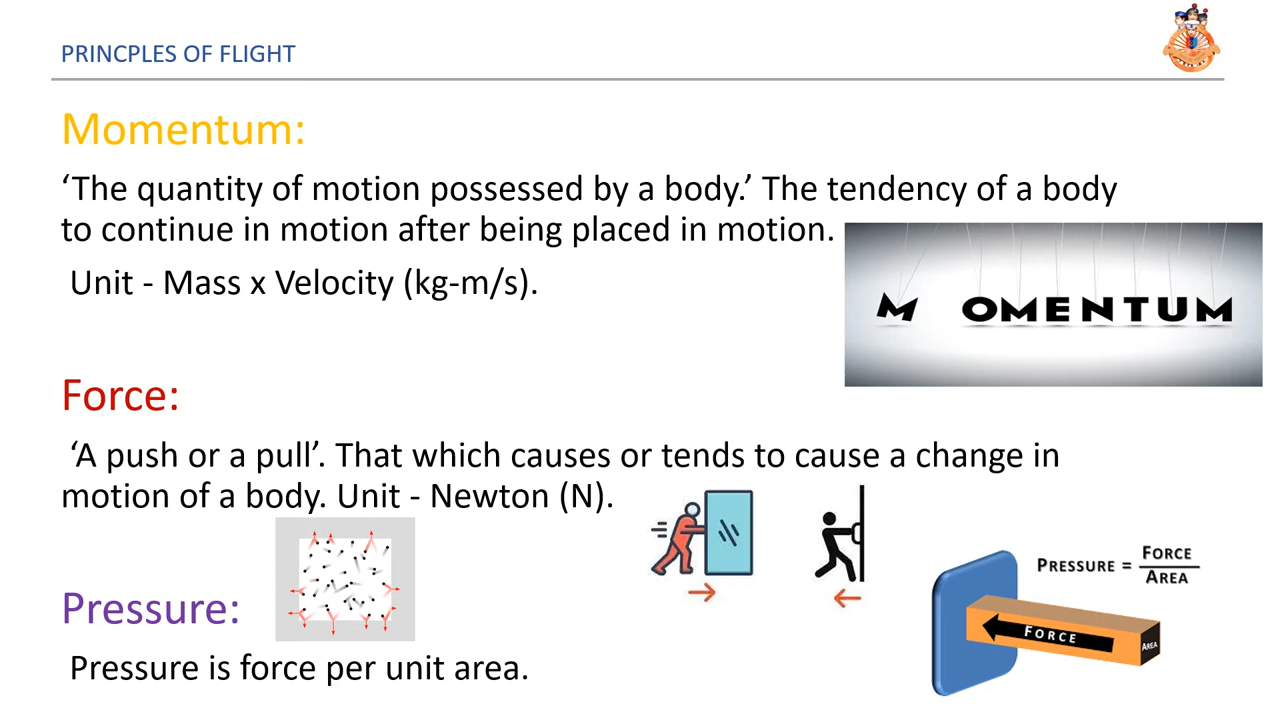 PRINCPLES OF FLIGHT
Momentum:
‘The quantity of motion possessed by a body.’ The tendency of a body
to continue in motion after being placed in motion.
Unit - Mass x Velocity (kg-m/s).
MOMENTUM
Force:
‘A push or a pull’. That which causes or tends to cause a change in
motion of a body. Unit - Newton (N).
PRESSURE = FORCE
AREA
FORCE
AREA
Pressure:
Pressure is force per unit area.